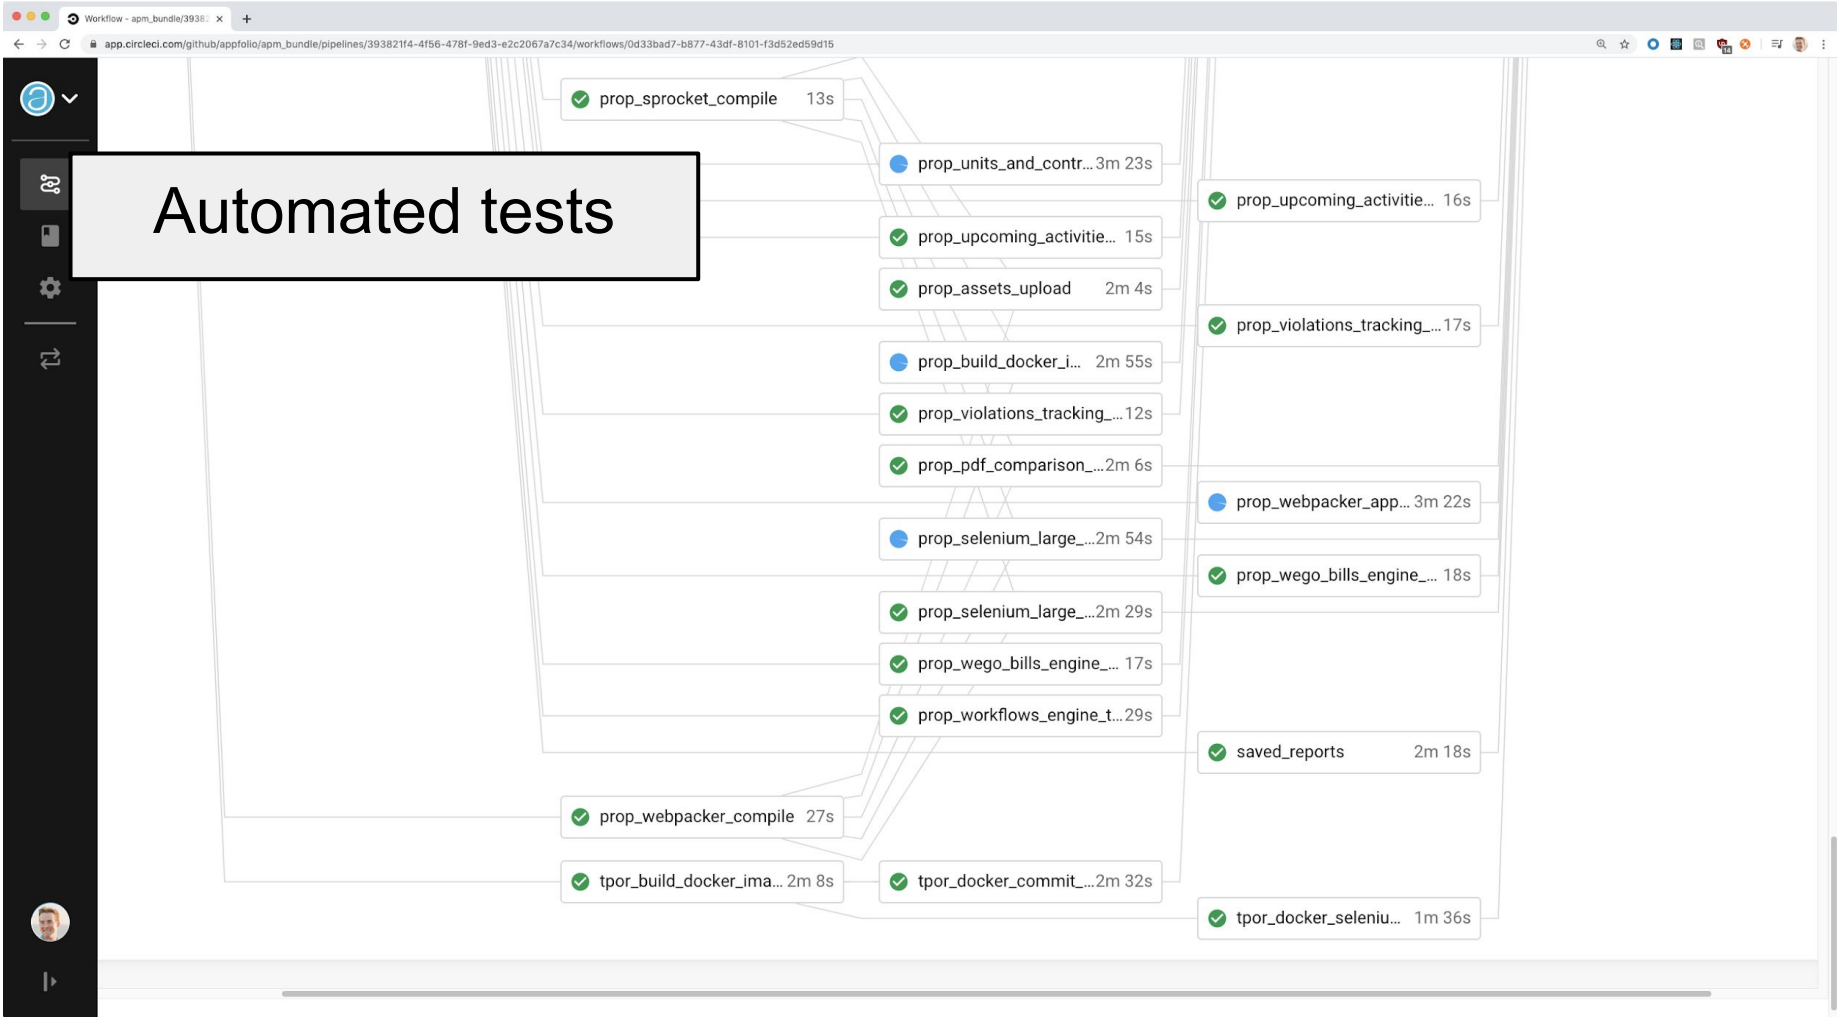 Workflow - apm_bundle/3938
app.circleci.com/github/appfolio/apm_bundle/pipelines/393821f4-4f56-478f-9ed3-e2c2067a7c34/workflows/0d33bad7-b877-43df-8101-f3d52ed59d15
14
Automated tests
prop_sprocket_compile 13s
prop_units_and_contr... 3m 23s
prop_upcoming_activitie... 16s
prop_upcoming_activitie... 15s
prop_assets_upload 2m 4s
prop_violations_tracking_... 17s
prop_build_docker_i... 2m 55s
prop_violations_tracking_... 12s
prop_pdf_comparison_... 2m 6s
prop_webpacker_app... 3m 22s
prop_selenium_large_... 2m 54s
prop_wego_bills_engine_... 18s
prop_selenium_large_... 2m 29s
prop_wego_bills_engine_... 17s
prop_workflows_engine_t... 29s
saved_reports 2m 18s
prop_webpacker_compile 27s
tpor_build_docker_ima... 2m 8s
tpor_docker_commit_... 2m 32s
tpor_docker_seleniu... 1m 36s